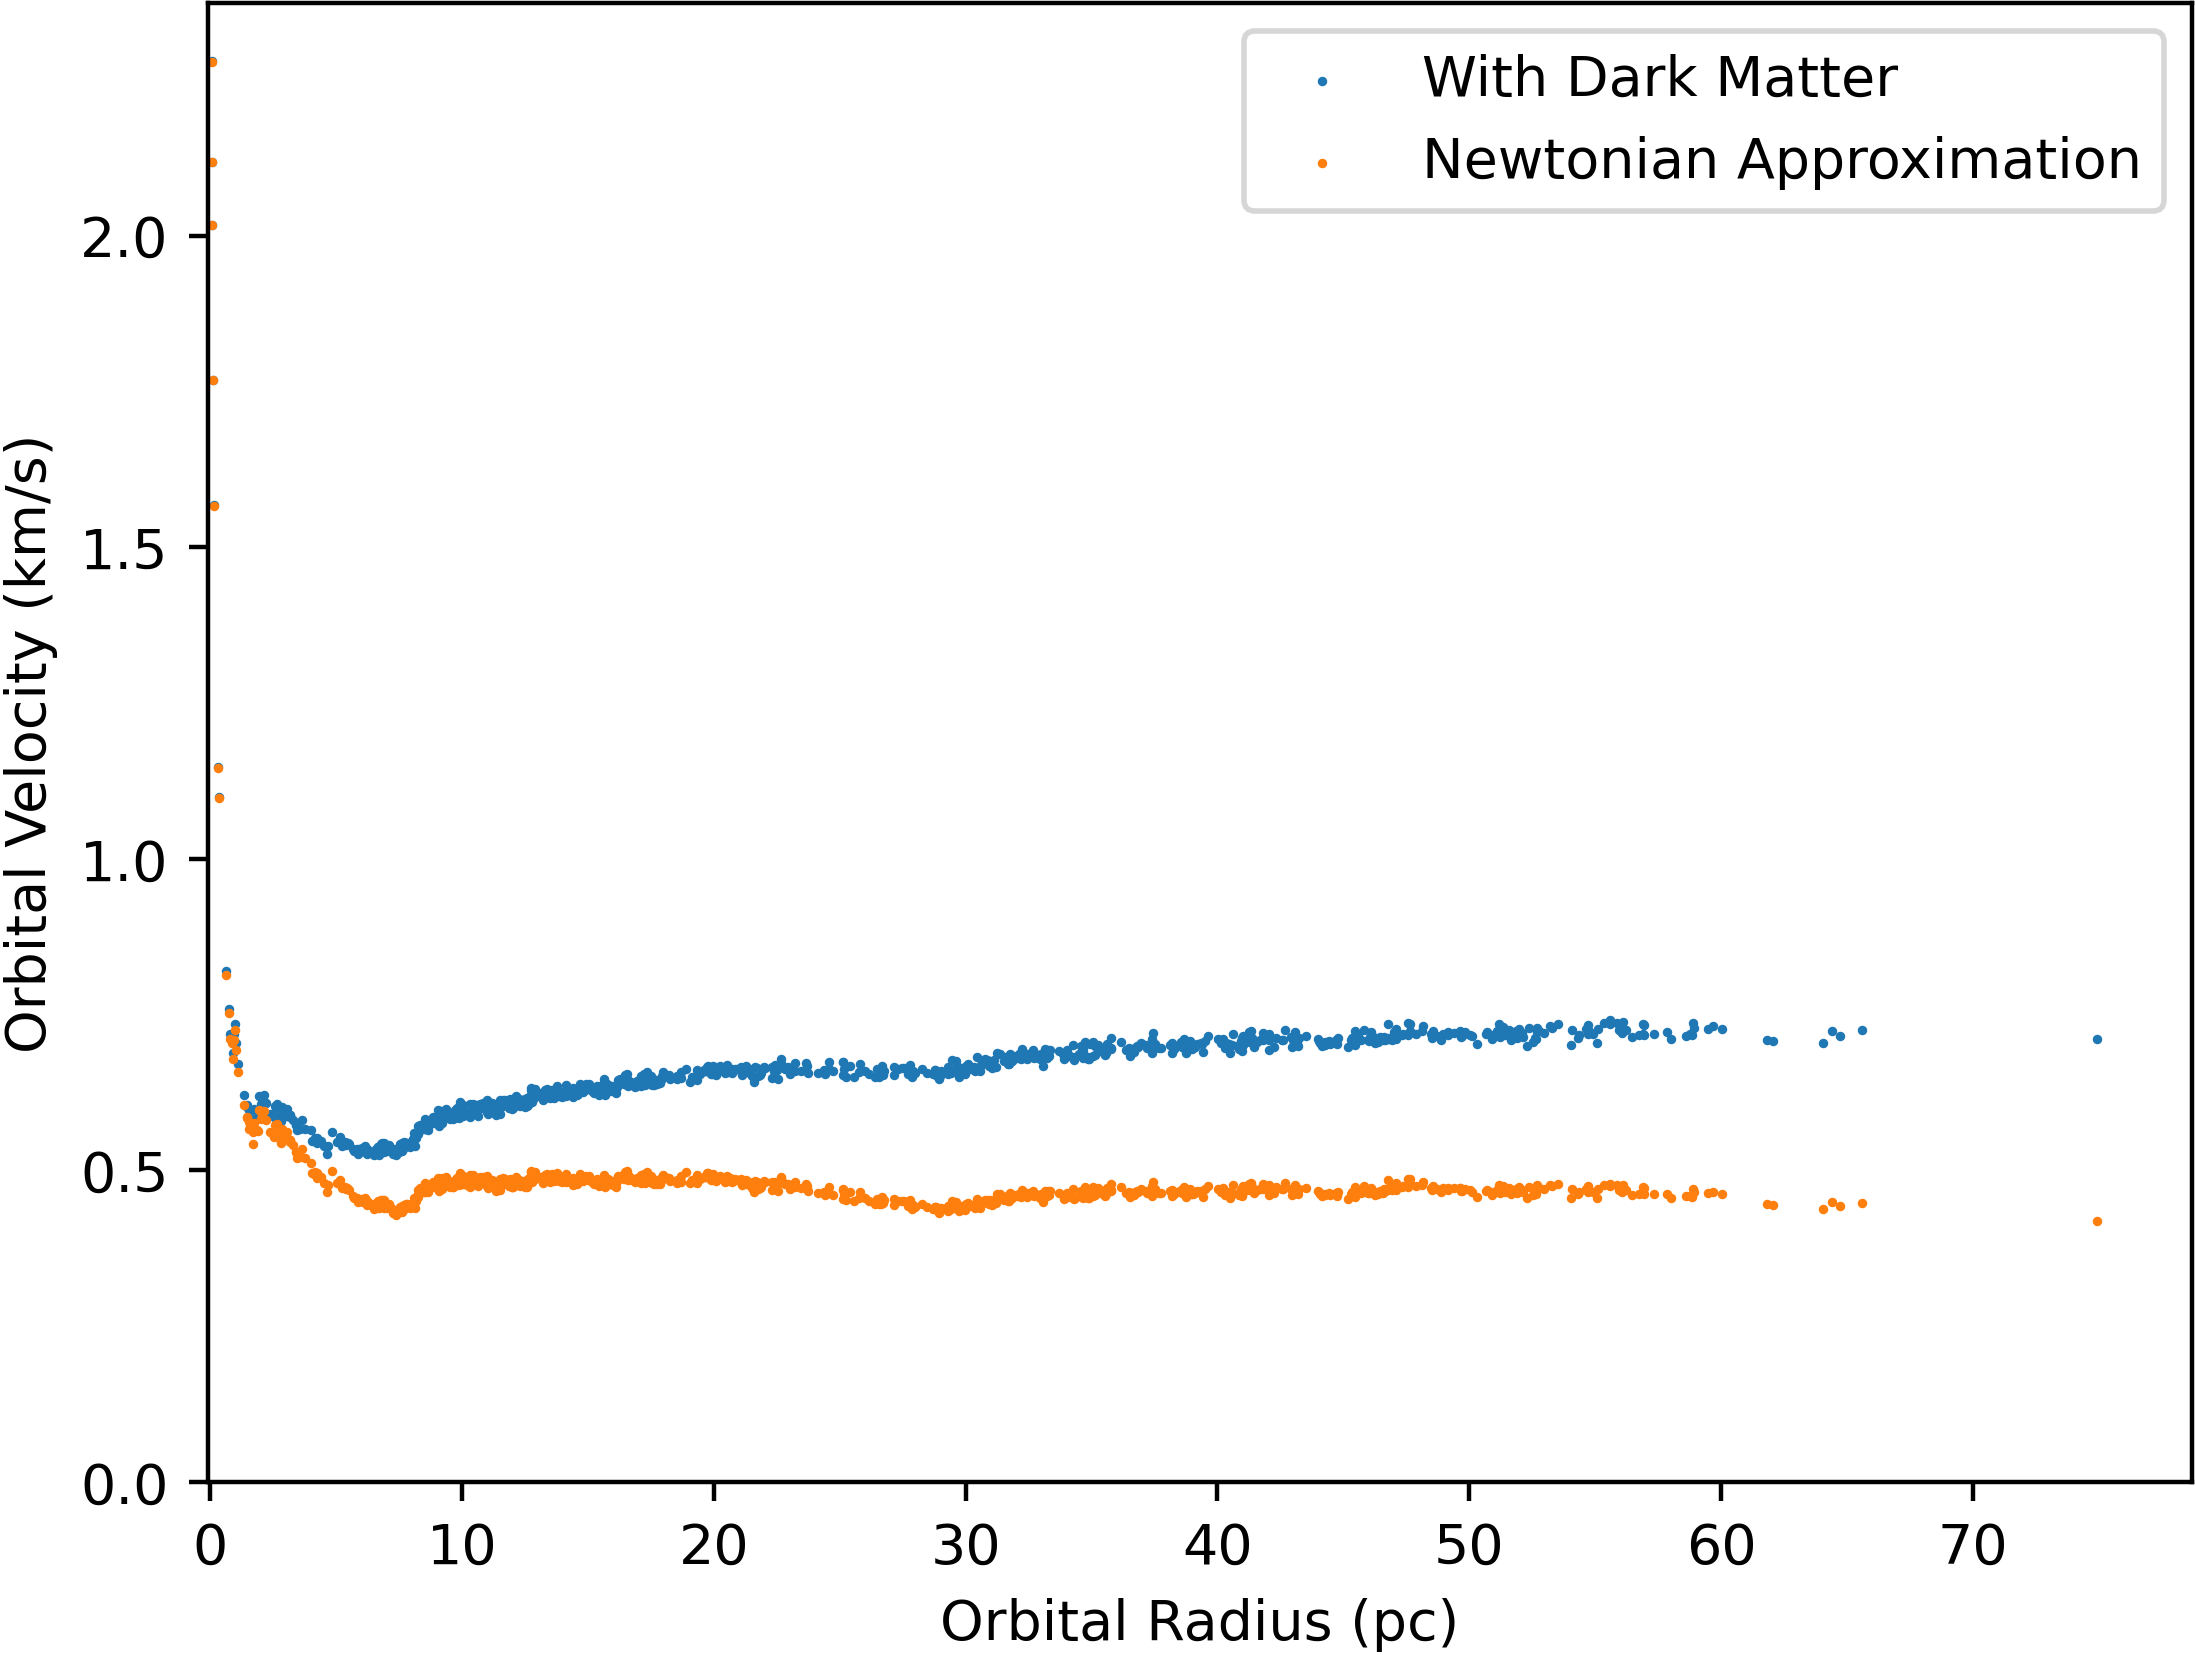 With Dark Matter
Newtonian Approximation
Orbital Velocity (km/s)
2.0
1.5
1.0
0.5
0.0
0 10 20 30 40 50 60 70
Orbital Radius (pc)